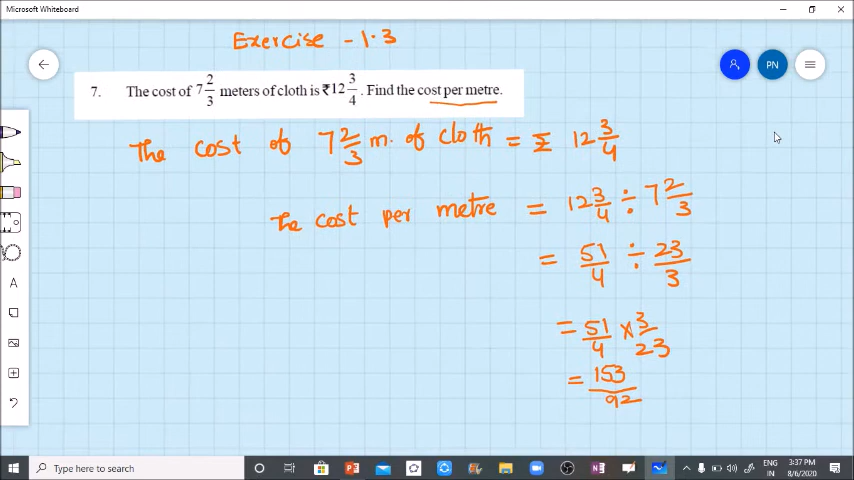 Microsoft Whiteboard
Exercise - 1.3
PN
7. The cost of 7 2/3 meters of cloth is ₹12 3/4. Find the cost per metre.
The cost of 7 2/3 m. of cloth = ₹ 12 3/4
The cost per metre = 12 3/4 ÷ 7 2/3
= 51/4 ÷ 23/3
= 51/4 × 3/23
= 153/92
Type here to search
ENG
IN
3:37 PM
8/6/2020